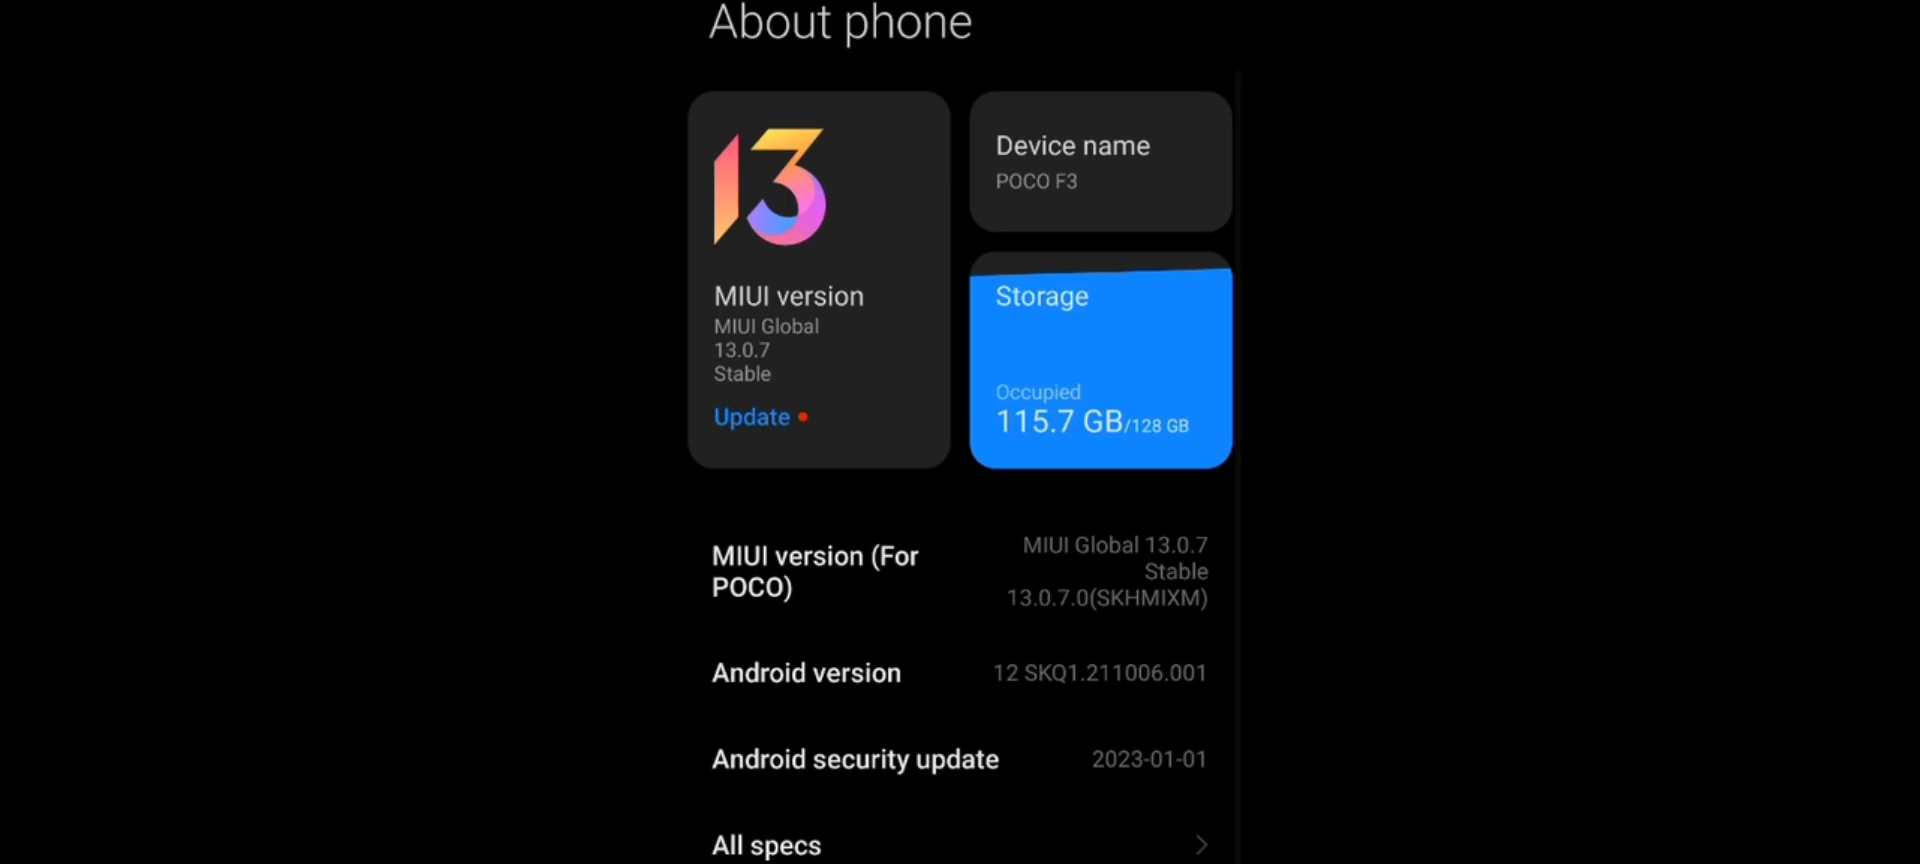 About phone
13
MIUI version
MIUI Global
13.0.7
Stable
Update
Device name
POCO F3
Storage
Occupied
115.7 GB/128 GB
MIUI version (For
POCO)
MIUI Global 13.0.7
Stable
13.0.7.0(SKHMIXM)
Android version
12 SKQ1.211006.001
Android security update
2023-01-01
All specs